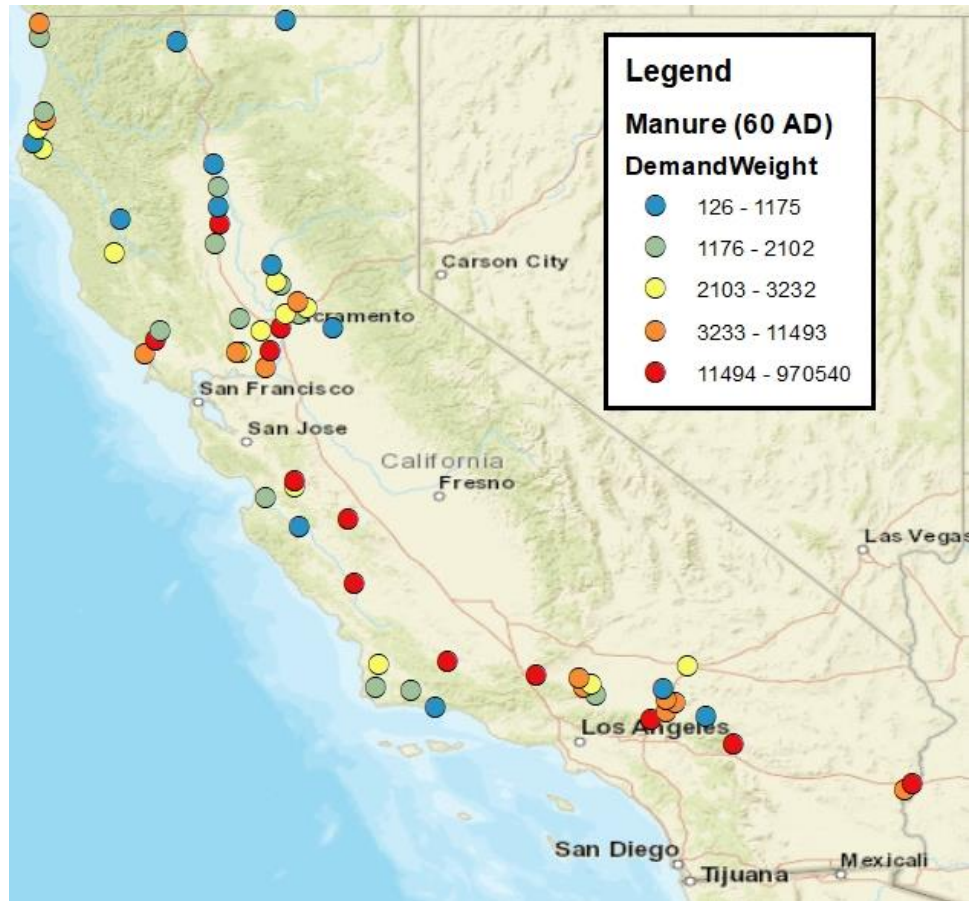 Legend
Manure (60 AD)
DemandWeight
126 - 1175
1176 - 2102
2103 - 3232
3233 - 11493
11494 - 970540
Carson City
San Francisco
San Jose
California
Fresno
Las Vegas
Los Angeles
San Diego
Tijuana
Mexicali